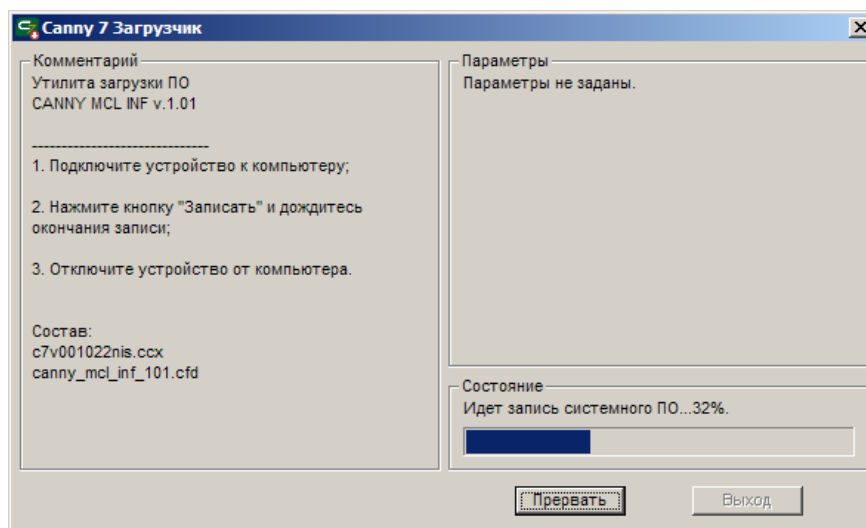 Canny 7 Загрузчик
Комментарий
Утилита загрузки ПО
CANNY MCL INF v.1.01
------------------------------
1. Подключите устройство к компьютеру;
2. Нажмите кнопку "Записать" и дождитесь
окончания записи;
3. Отключите устройство от компьютера.
Состав:
c7v001022nis.ccx
canny_mcl_inf_101.cfd
Параметры
Параметры не заданы.
Состояние
Идет запись системного ПО...32%.
Прервать
Выход